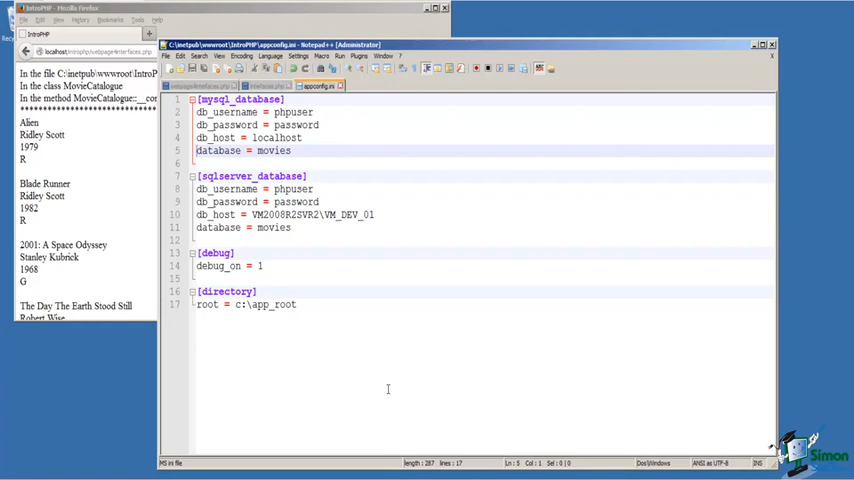 IntroPHP - Mozilla Firefox
File Edit View History Bookmarks Tools Help
IntroPHP
localhost/introphp/webpage4interfaces.php
In the file C:\inetpub\wwwroot\IntroP
In the class MovieCatalogue
In the method MovieCatalogue::__con
Alien
Ridley Scott
1979
R
Blade Runner
Ridley Scott
1982
R
2001: A Space Odyssey
Stanley Kubrick
1968
G
The Day The Earth Stood Still
Robert Wise
C:\inetpub\wwwroot\IntroPHP\appconfig.ini - Notepad++ [Administrator]
File Edit Search View Encoding Language Settings Macro Run Plugins Window ?
webpage4interfaces.php interfaces.php appconfig.ini
1 [mysql_database]
2 db_username = phpuser
3 db_password = password
4 db_host = localhost
5 database = movies
6
7 [sqlserver_database]
8 db_username = phpuser
9 db_password = password
10 db_host = VM2008R2SVR2\VM_DEV_01
11 database = movies
12
13 [debug]
14 debug_on = 1
15
16 [directory]
17 root = c:\app_root
MS ini file length : 287 lines : 17 Ln : 5 Col : 1 Sel : 0 | 0 Dos\Windows ANSI as UTF-8 INS
Simon